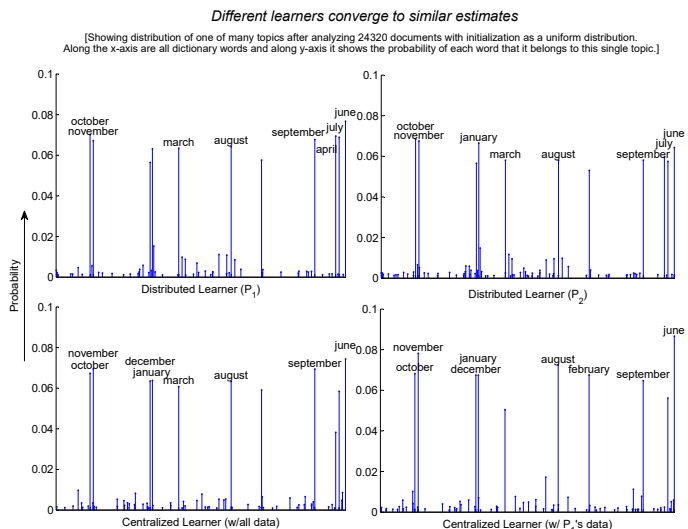 Different learners converge to similar estimates
[Showing distribution of one of many topics after analyzing 24320 documents with initialization as a uniform distribution.
Along the x-axis are all dictionary words and along y-axis it shows the probability of each word that it belongs to this single topic.]
0.1
0.08
0.06
0.04
0.02
0
october
november
march
august
september
april
july
june
Distributed Learner (P1)
0.1
0.08
0.06
0.04
0.02
0
october
november
january
march
august
september
july
june
Distributed Learner (P2)
Probability
0.1
0.08
0.06
0.04
0.02
0
november
october
december
january
march
august
september
june
Centralized Learner (w/all data)
0.1
0.08
0.06
0.04
0.02
0
november
october
january
december
august
february
september
june